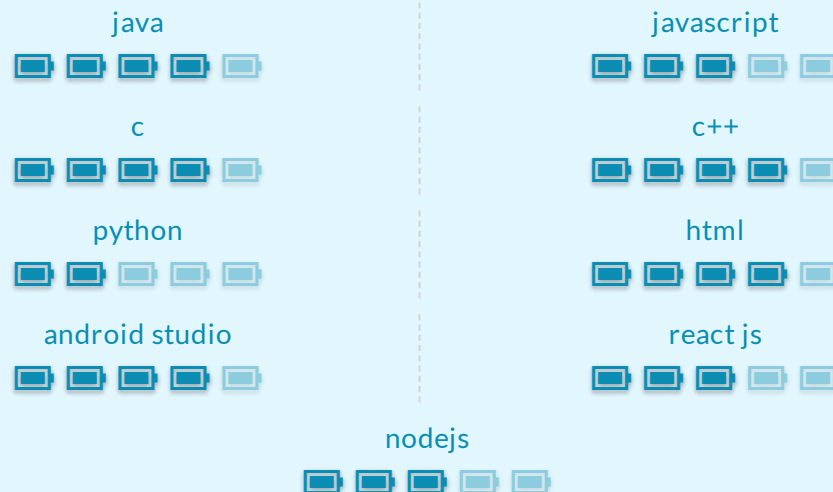 java
javascript
c
c++
python
html
android studio
react js
nodejs